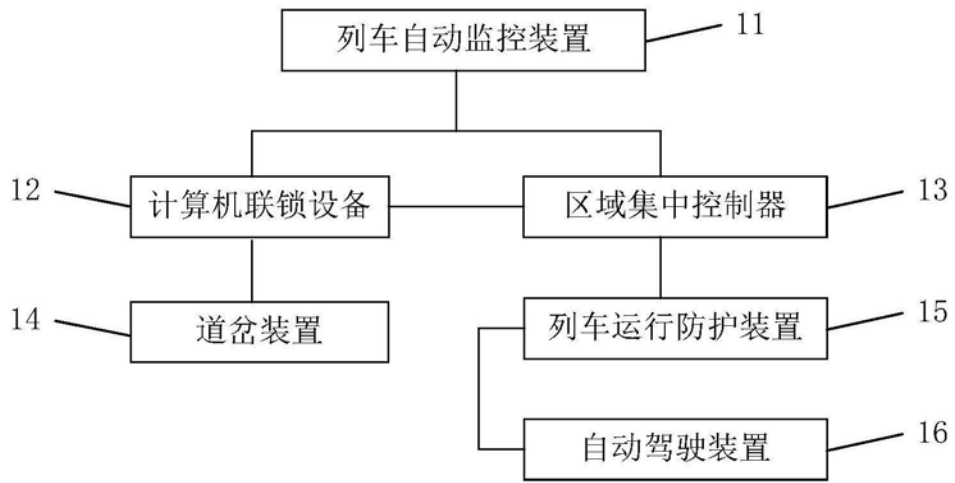 列车自动监控装置
11
12
计算机联锁设备
区域集中控制器
13
14
道岔装置
列车运行防护装置
15
自动驾驶装置
16